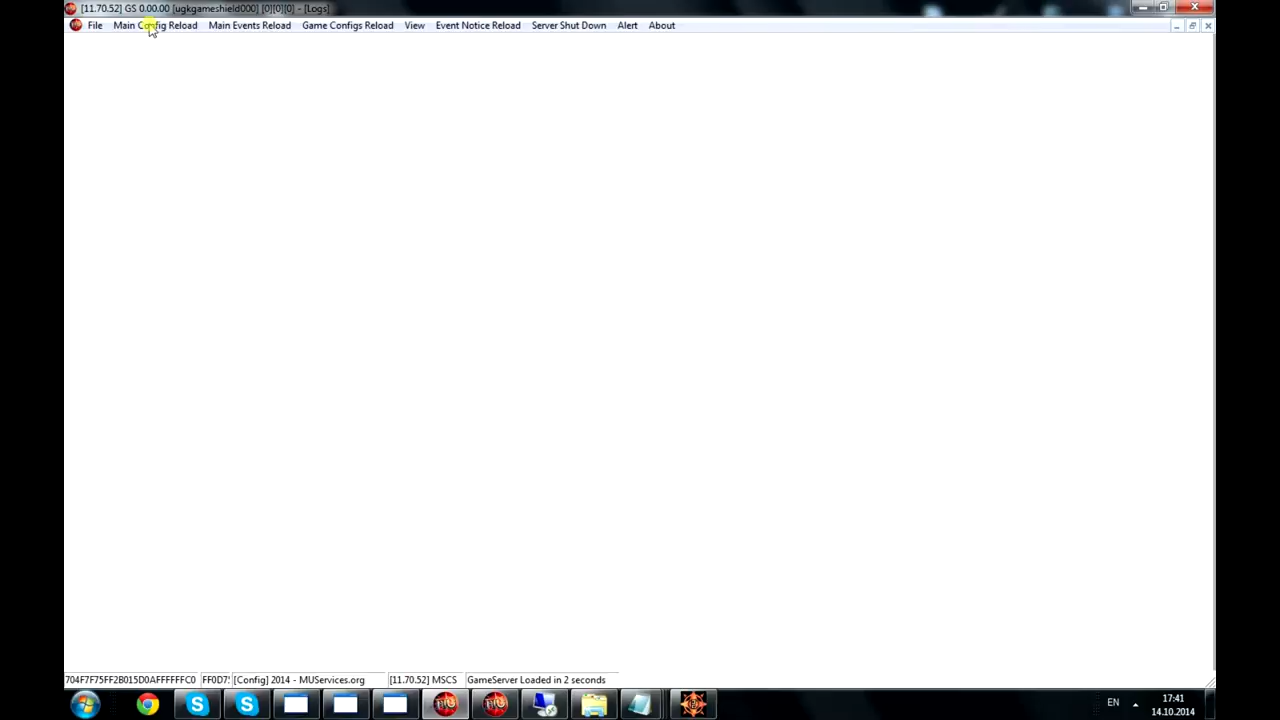 [11.70.52] GS 0.00.00 [ugkgameshield000] [0][0][0] - [Logs]
File Main Config Reload Main Events Reload Game Configs Reload View Event Notice Reload Server Shut Down Alert About
704F7F75FF2B015D0AFFFFFFC0 FF0D7 [Config] 2014 - MUServices.org [11.70.52] MSCS GameServer Loaded in 2 seconds
EN 17:41
14.10.2014